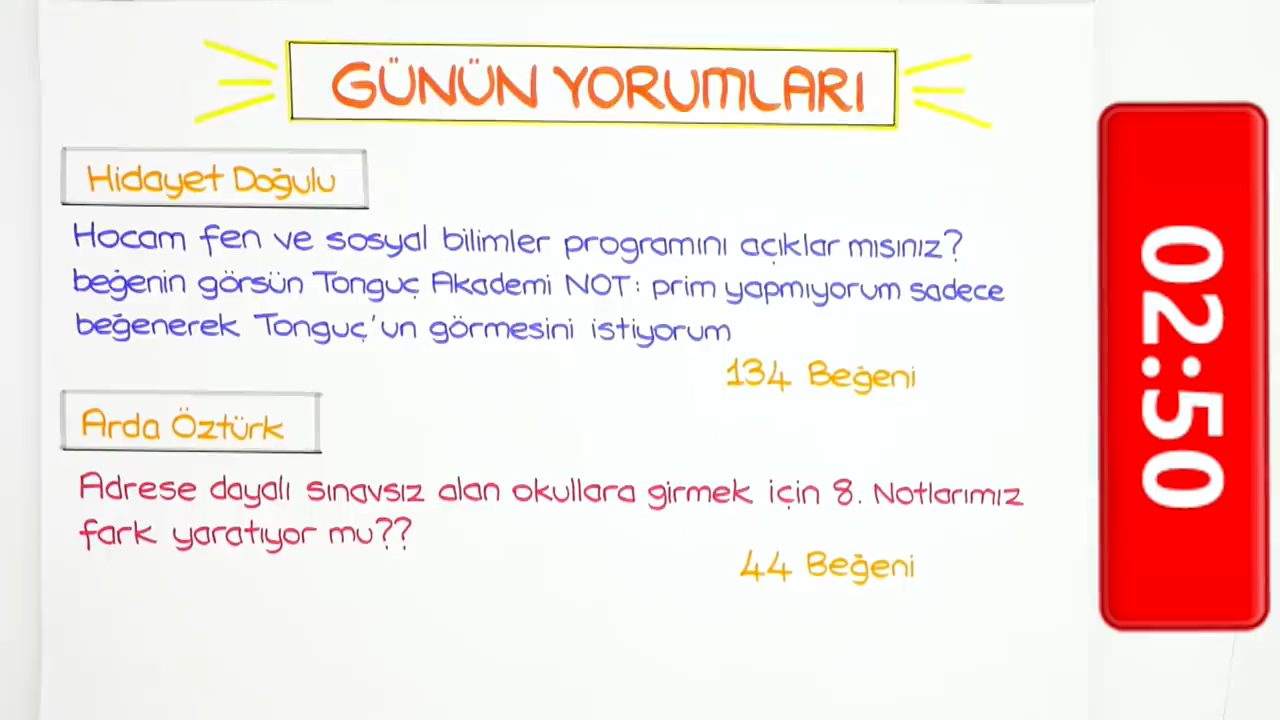 GÜNÜN YORUMLARI
Hidayet Doğulu
Hocam fen ve sosyal bilimler programını açıklar mısınız?
beğenin görsün Tonguç Akademi NOT: prim yapmıyorum sadece
beğenerek Tonguç'un görmesini istiyorum
134 Beğeni
Arda Öztürk
Adrese dayalı sınavsız alan okullara girmek için 8. Notlarımız
fark yaratıyor mu??
44 Beğeni
02:50